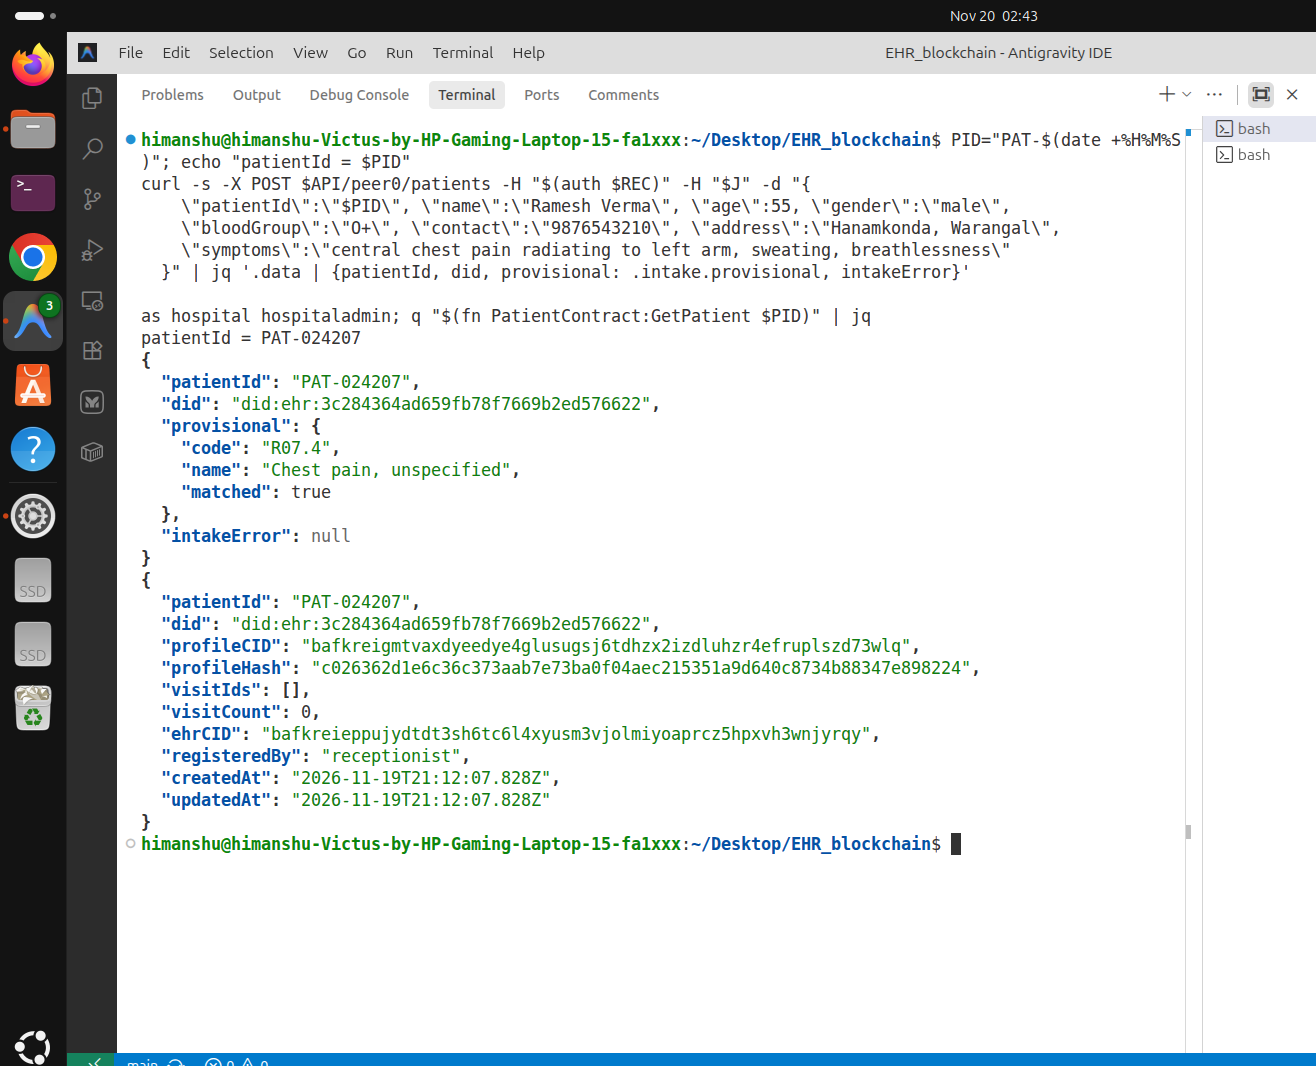 Nov 20 02:43
File Edit Selection View Go Run Terminal Help
EHR_blockchain - Antigravity IDE
Problems Output Debug Console Terminal Ports Comments
3
bash
bash
himanshu@himanshu-Victus-by-HP-Gaming-Laptop-15-fa1xxx:~/Desktop/EHR_blockchain$ PID="PAT-$(date +%H%M%S
)"; echo "patientId = $PID"
curl -s -X POST $API/peer0/patients -H "$(auth $REC)" -H "$J" -d "{
    \"patientId\":\"$PID\", \"name\":\"Ramesh Verma\", \"age\":55, \"gender\":\"male\",
    \"bloodGroup\":\"O+\", \"contact\":\"9876543210\", \"address\":\"Hanamkonda, Warangal\",
    \"symptoms\":\"central chest pain radiating to left arm, sweating, breathlessness\"
  }" | jq '.data | {patientId, did, provisional: .intake.provisional, intakeError}'
as hospital hospitaladmin; q "$(fn PatientContract:GetPatient $PID)" | jq
patientId = PAT-024207
{
  "patientId": "PAT-024207",
  "did": "did:ehr:3c284364ad659fb78f7669b2ed576622",
  "provisional": {
    "code": "R07.4",
    "name": "Chest pain, unspecified",
    "matched": true
  },
  "intakeError": null
}
{
  "patientId": "PAT-024207",
  "did": "did:ehr:3c284364ad659fb78f7669b2ed576622",
  "profileCID": "bafkreigmtvaxdyeedye4glusugsj6tdhzx2izdluhzr4efruplszd73wlq",
  "profileHash": "c026362d1e6c36c373aab7e73ba0f04aec215351a9d640c8734b88347e898224",
  "visitIds": [],
  "visitCount": 0,
  "ehrCID": "bafkreieppujydtdt3sh6tc6l4xyusm3vjolmiyoaprcz5hpxvh3wnjyrqy",
  "registeredBy": "receptionist",
  "createdAt": "2026-11-19T21:12:07.828Z",
  "updatedAt": "2026-11-19T21:12:07.828Z"
}
himanshu@himanshu-Victus-by-HP-Gaming-Laptop-15-fa1xxx:~/Desktop/EHR_blockchain$
SSD
SSD
main 0 0